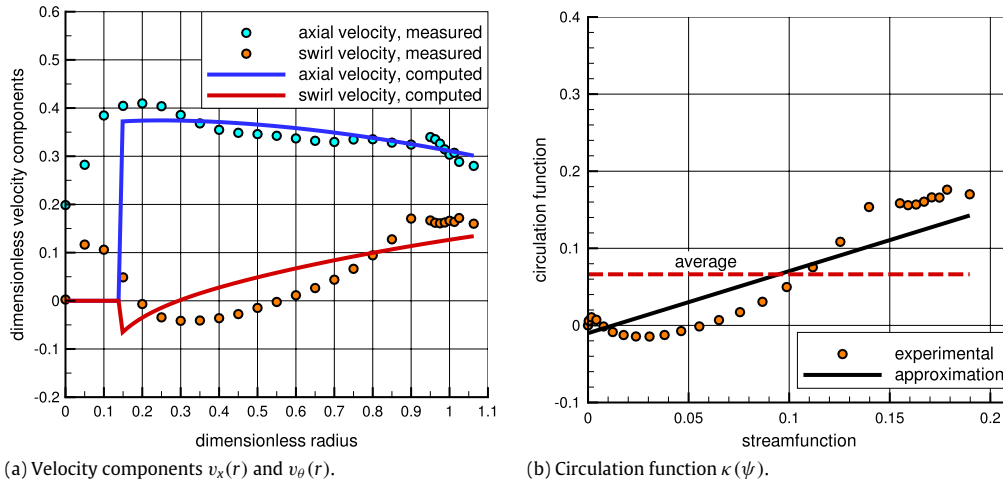 0.6
0.5
0.4
0.3
0.2
0.1
0
-0.1
-0.2
dimensionless velocity components
axial velocity, measured
swirl velocity, measured
axial velocity, computed
swirl velocity, computed
0 0.1 0.2 0.3 0.4 0.5 0.6 0.7 0.8 0.9 1 1.1
dimensionless radius
(a) Velocity components vₓ(r) and v_θ(r).
0.4
0.3
0.2
0.1
0
-0.1
circulation function
average
experimental
approximation
0 0.05 0.1 0.15 0.2
streamfunction
(b) Circulation function κ(ψ).